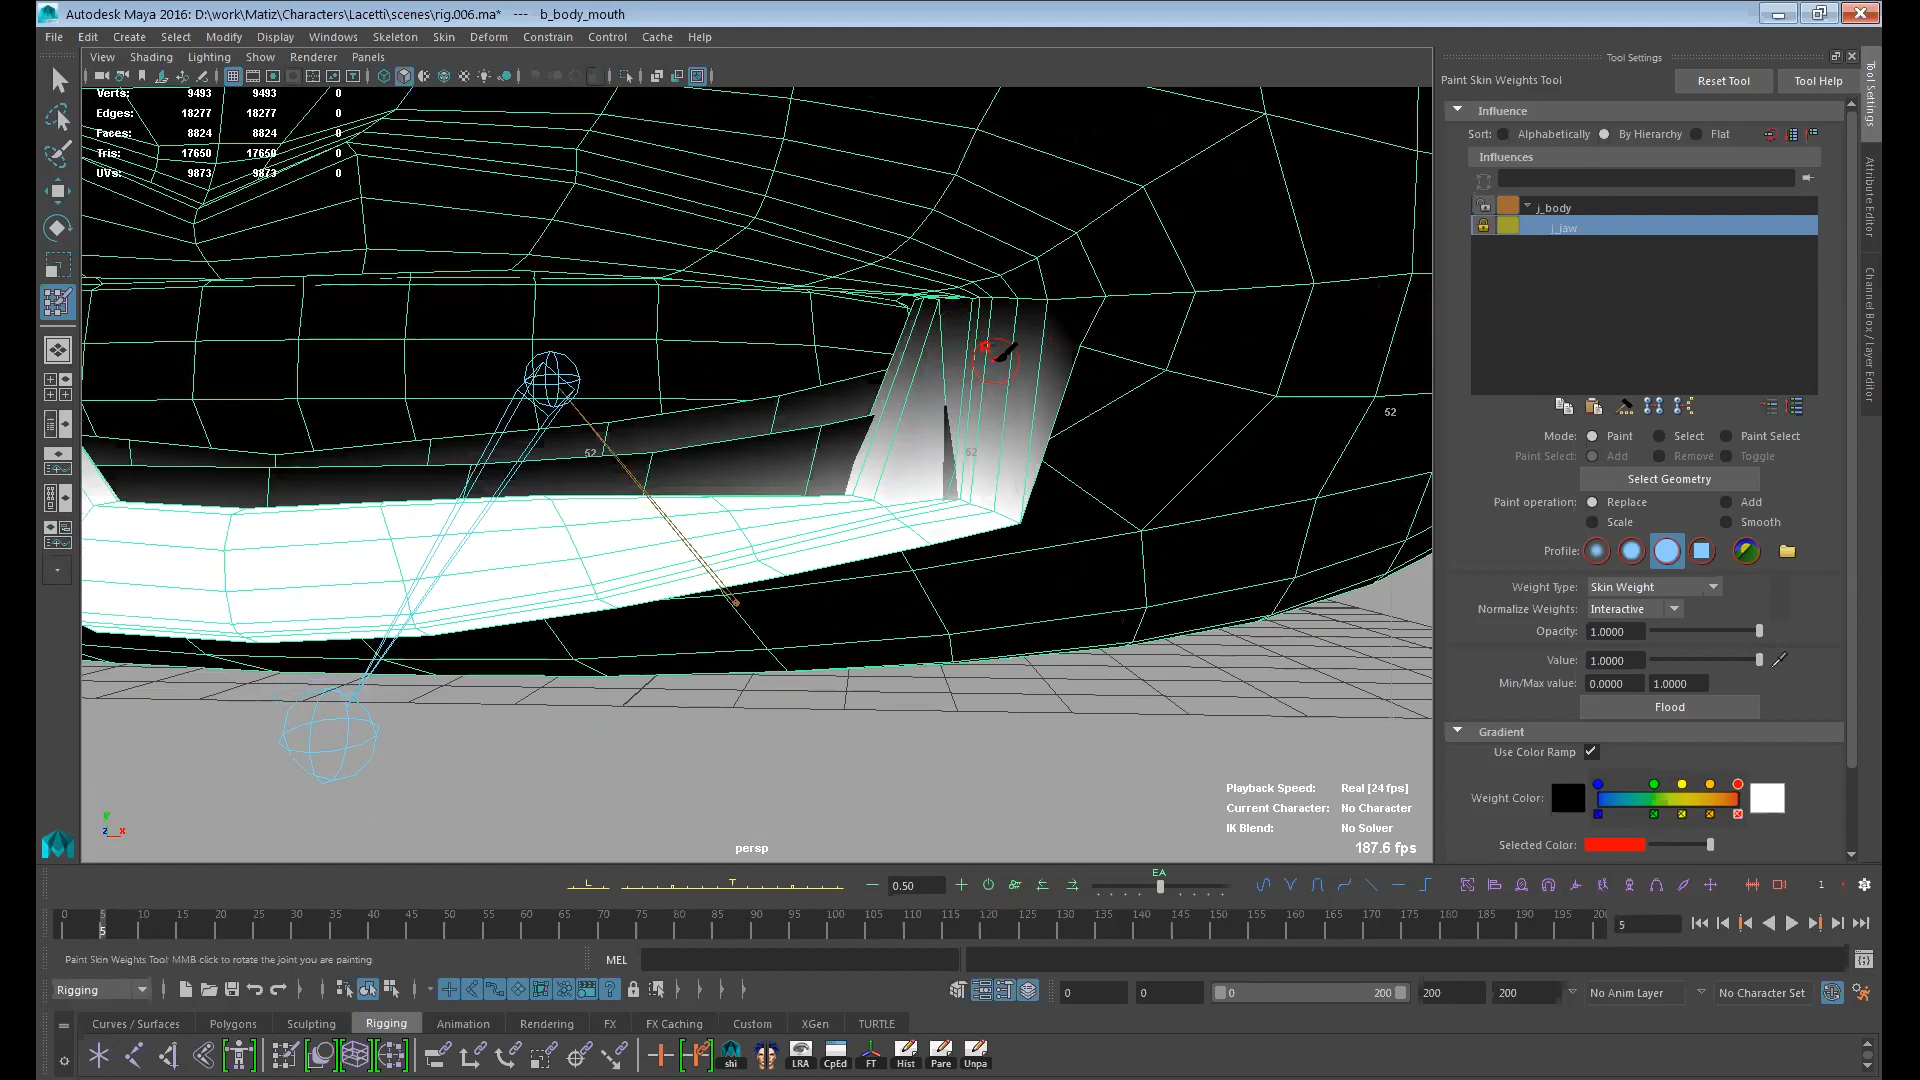 Autodesk Maya 2016: D:\work\Matiz\Characters\Lacetti\scenes\rig.006.ma* --- b_body_mouth
File Edit Create Select Modify Display Windows Skeleton Skin Deform Constrain Control Cache Help
View Shading Lighting Show Renderer Panels
Verts: 9493 9493 0
Edges: 18277 18277 0
Faces: 8824 8824 0
Tris: 17650 17650 0
UVs: 9873 9873 0
52
52
52
Playback Speed: Real [24 fps]
Current Character: No Character
IK Blend: No Solver
persp
187.6 fps
Y
Z X
Tool Settings
Paint Skin Weights Tool Reset Tool Tool Help
Influence
Sort: Alphabetically By Hierarchy Flat
Influences
j_body
j_jaw
Mode: Paint Select Paint Select
Paint Select: Add Remove Toggle
Select Geometry
Paint operation: Replace Add
Scale Smooth
Profile:
Weight Type: Skin Weight
Normalize Weights: Interactive
Opacity: 1.0000
Value: 1.0000
Min/Max value: 0.0000 1.0000
Flood
Gradient
Use Color Ramp
Weight Color:
Selected Color:
Tool Settings
Attribute Editor
Channel Box / Layer Editor
L T 0.50 EA 1
0 5 10 15 20 25 30 35 40 45 50 55 60 65 70 75 80 85 90 95 100 105 110 115 120 125 130 135 140 145 150 155 160 165 170 175 180 185 190 195 20
5 5
Paint Skin Weights Tool: MMB-click to rotate the joint you are painting. MEL
Rigging 0 0 0 200 200 200 No Anim Layer No Character Set
Curves / Surfaces Polygons Sculpting Rigging Animation Rendering FX FX Caching Custom XGen TURTLE
shi LRA CpEd FT Hist Pare Unpa